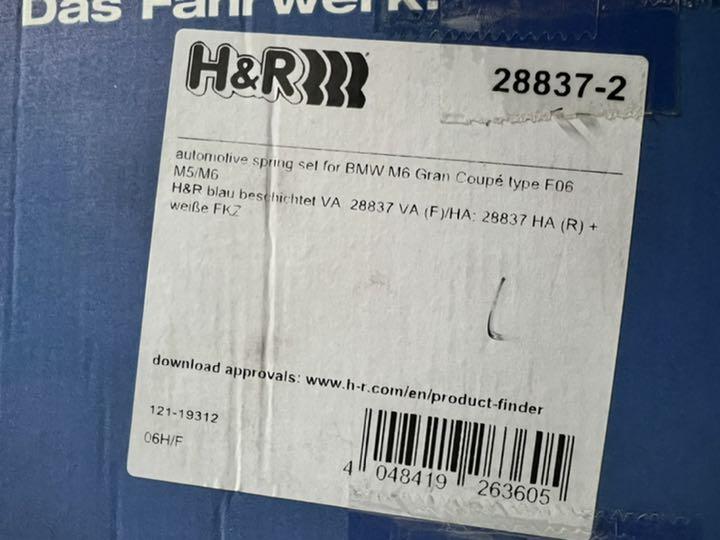 Das Fahrwerk.
H&R
28837-2
automotive spring set for BMW M6 Gran Coupé type F06
M5/M6
H&R blau beschichtet VA 28837 VA (F)/HA: 28837 HA (R) +
weiße FKZ
download approvals: www.h-r.com/en/product-finder
121-19312
06H/F
4 048419 263605